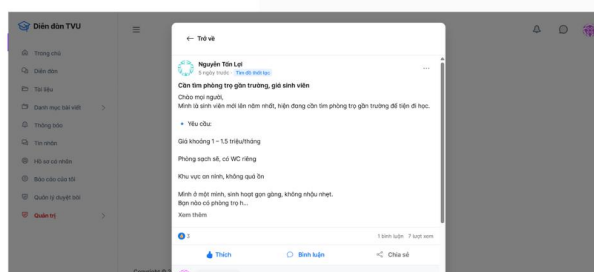 Diễn đàn TVU
Trang chủ
Diễn đàn
Tài liệu
Danh mục bài viết
Thông báo
Tin nhắn
Hồ sơ cá nhân
Báo cáo của tôi
Quản lý duyệt bài
Quản trị
← Trở về
Nguyễn Tấn Lợi
5 ngày trước · Tìm đồ thất lạc
Cần tìm phòng trọ gần trường, giá sinh viên
Chào mọi người,
Mình là sinh viên mới lên năm nhất, hiện đang cần tìm phòng trọ gần trường để tiện đi học.
Yêu cầu:
Giá khoảng 1 – 1.5 triệu/tháng
Phòng sạch sẽ, có WC riêng
Khu vực an ninh, không quá ồn
Mình ở một mình, sinh hoạt gọn gàng, không nhậu nhẹt.
Bạn nào có phòng trọ h...
Xem thêm
3
1 bình luận 7 lượt xem
Thích
Bình luận
Chia sẻ